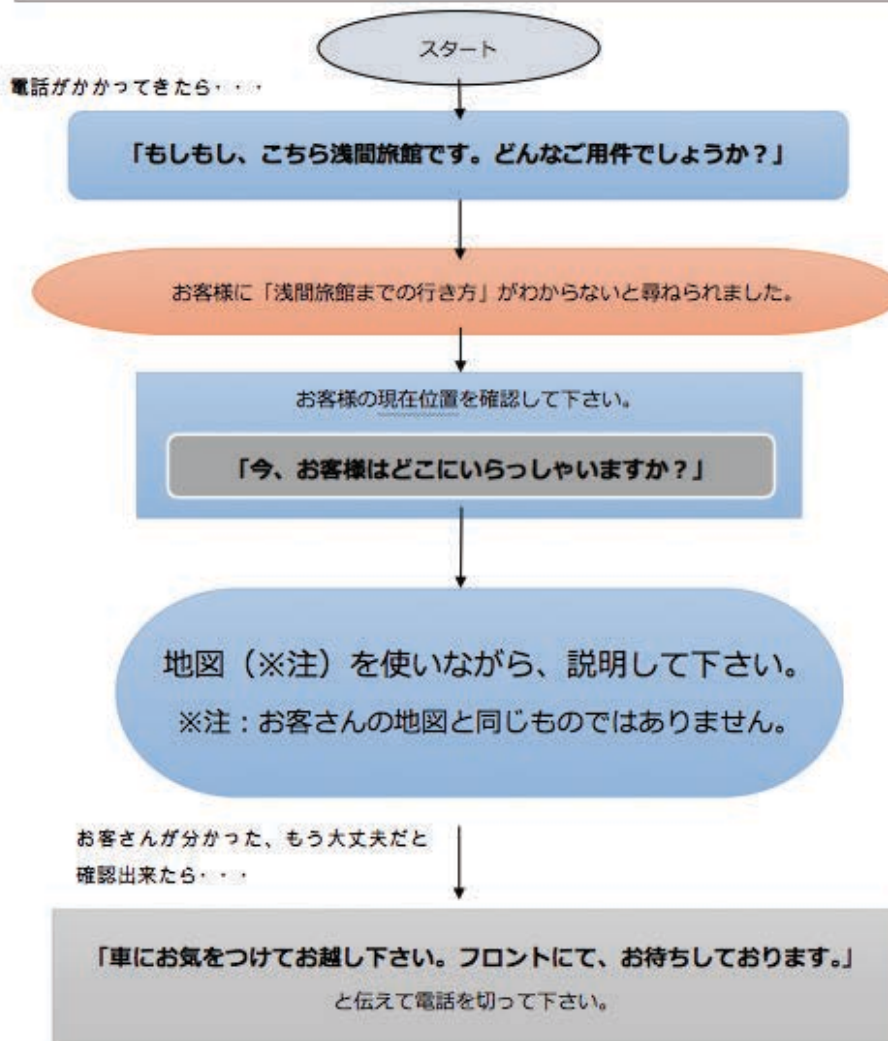 スタート
電話がかかってきたら・・・
「もしもし、こちら浅間旅館です。どんなご用件でしょうか？」
お客様に「浅間旅館までの行き方」がわからないと尋ねられました。
お客様の現在位置を確認して下さい。
「今、お客様はどこにいらっしゃいますか？」
地図（※注）を使いながら、説明して下さい。
※注：お客さんの地図と同じものではありません。
お客さんが分かった、もう大丈夫だと
確認出来たら・・・
「車にお気をつけてお越し下さい。フロントにて、お待ちしております。」
と伝えて電話を切って下さい。